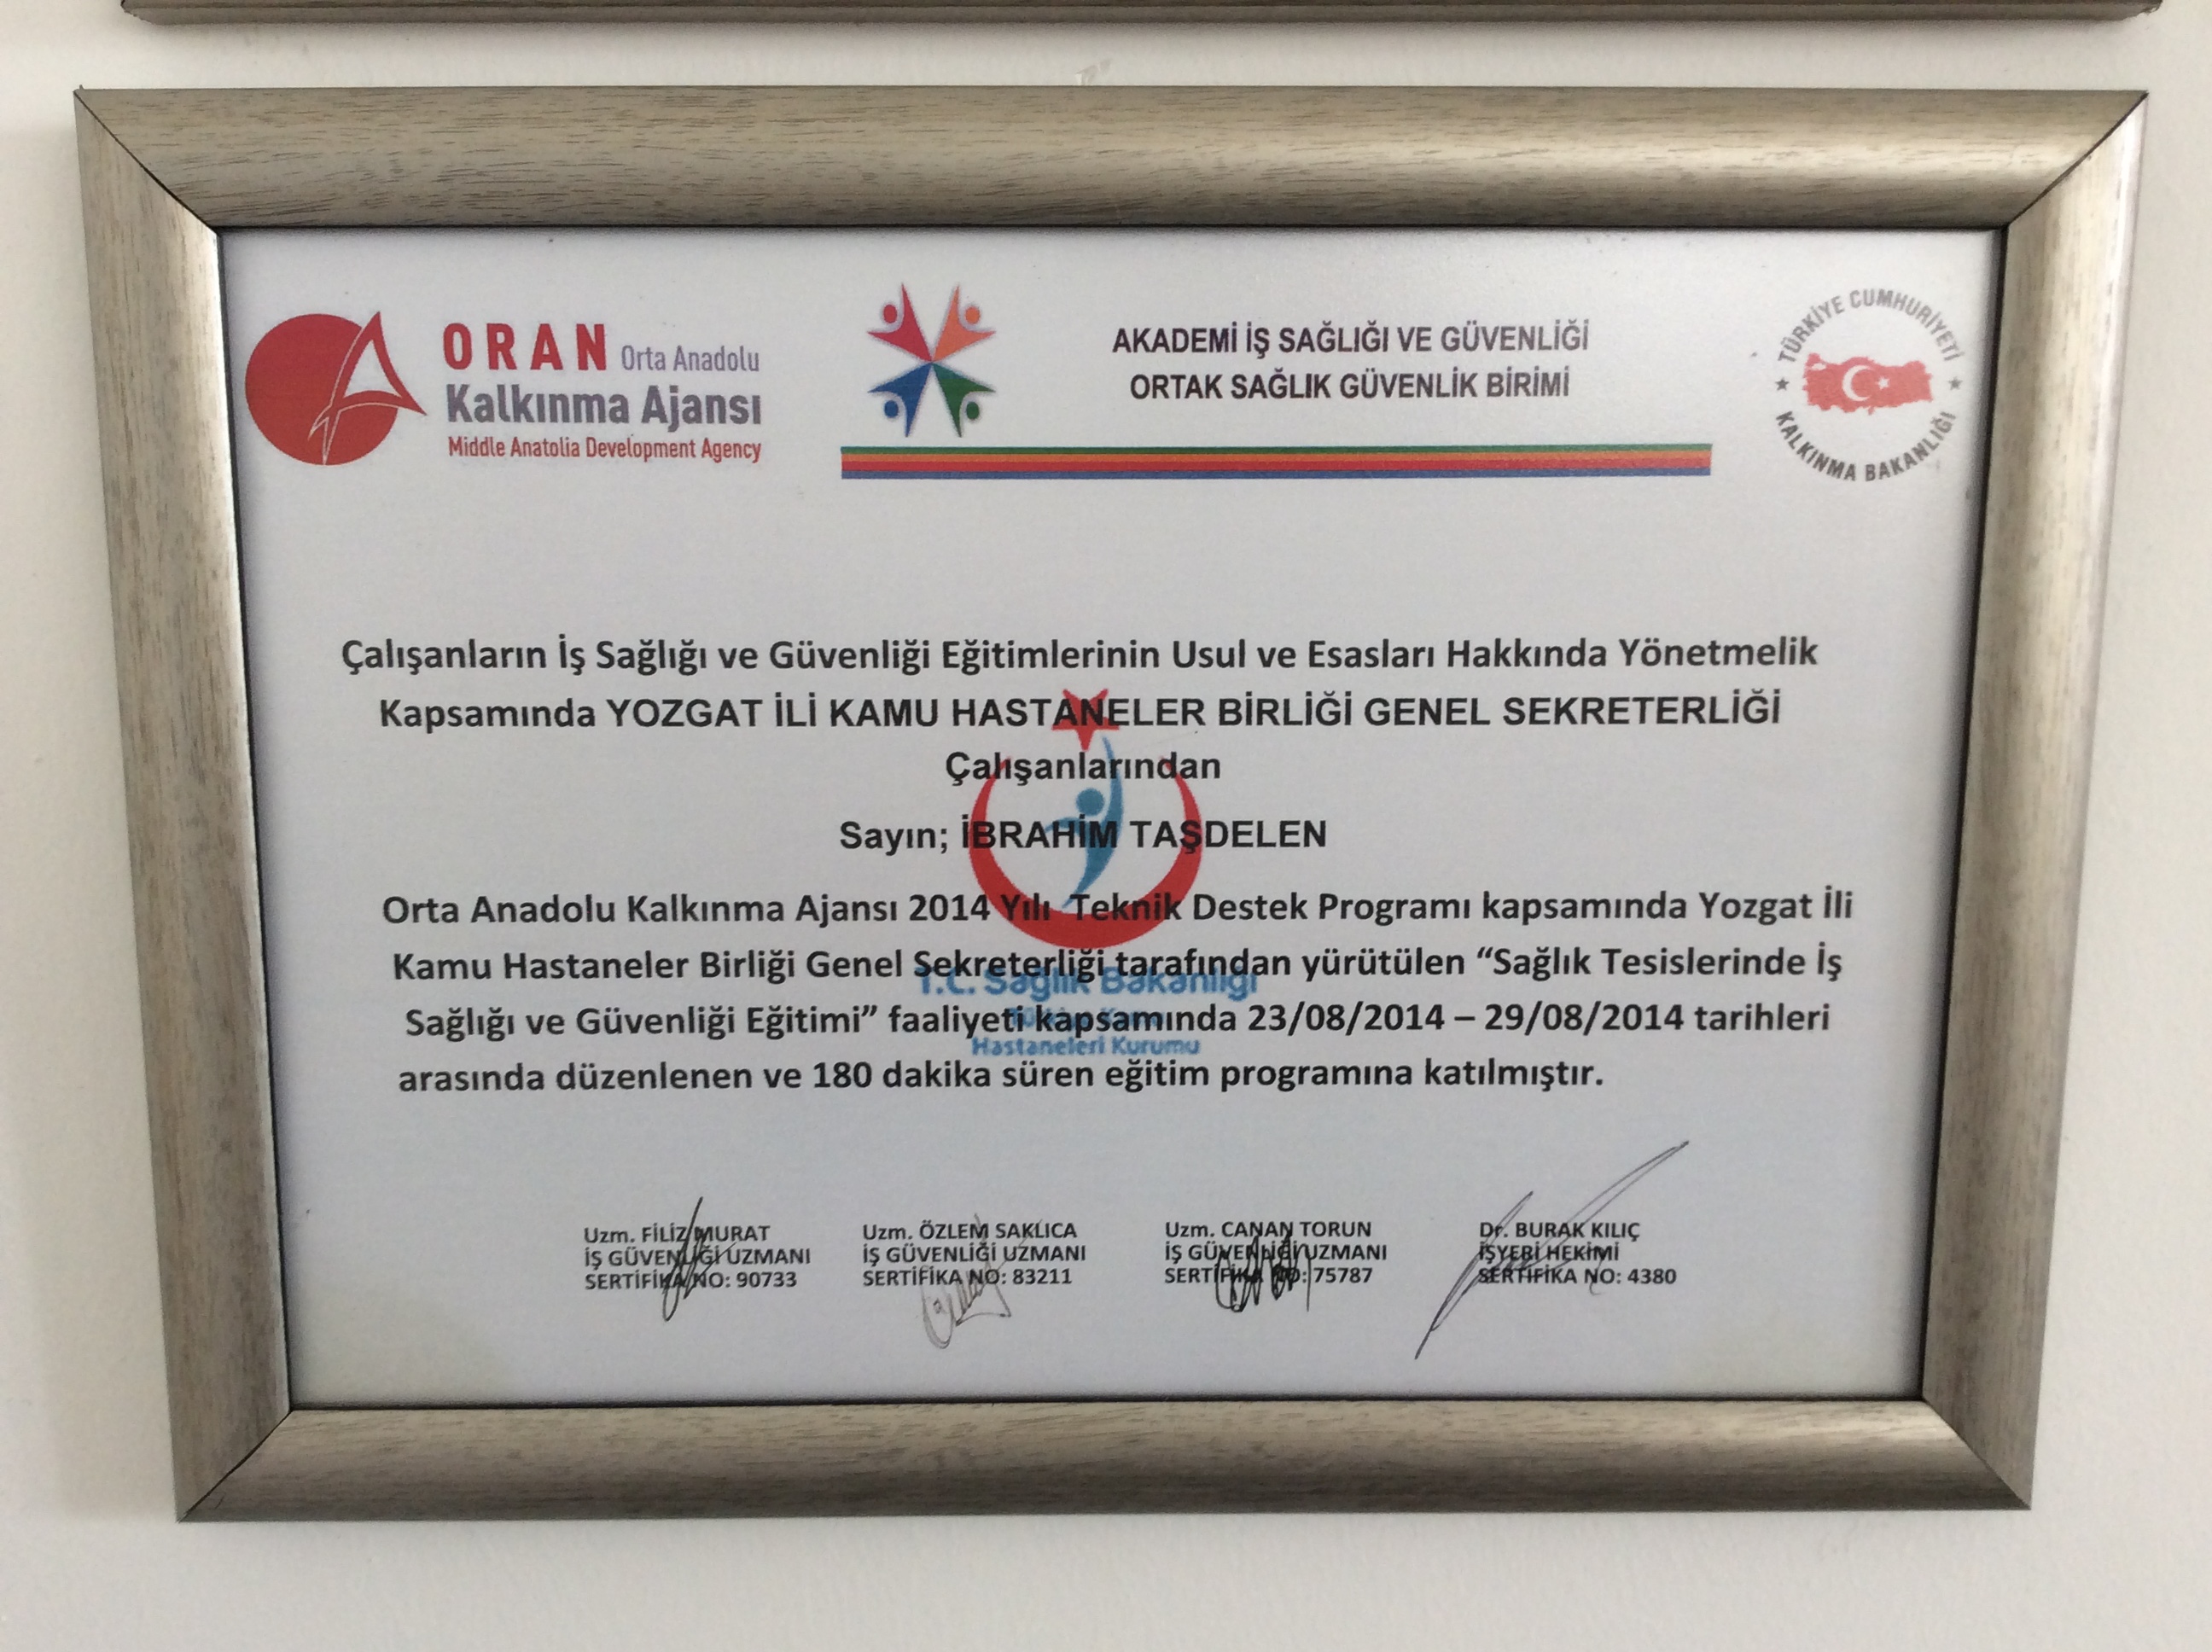 ORAN Orta Anadolu
Kalkınma Ajansı
Middle Anatolia Development Agency
AKADEMİ İŞ SAĞLIĞI VE GÜVENLİĞİ
ORTAK SAĞLIK GÜVENLİK BİRİMİ
TÜRKİYE CUMHURİYETİ
KALKINMA BAKANLIĞI
Çalışanların İş Sağlığı ve Güvenliği Eğitimlerinin Usul ve Esasları Hakkında Yönetmelik
Kapsamında YOZGAT İLİ KAMU HASTANELER BİRLİĞİ GENEL SEKRETERLİĞİ
Çalışanlarından
Sayın; İBRAHİM TAŞDELEN
Orta Anadolu Kalkınma Ajansı 2014 Yılı Teknik Destek Programı kapsamında Yozgat İli
Kamu Hastaneler Birliği Genel Sekreterliği tarafından yürütülen “Sağlık Tesislerinde İş
T.C. Sağlık Bakanlığı
Sağlığı ve Güvenliği Eğitimi” faaliyeti kapsamında 23/08/2014 – 29/08/2014 tarihleri
Hastaneleri Kurumu
arasında düzenlenen ve 180 dakika süren eğitim programına katılmıştır.
Uzm. FİLİZ MURAT
İŞ GÜVENLİĞİ UZMANI
SERTİFİKA NO: 90733
Uzm. ÖZLEM SAKLICA
İŞ GÜVENLİĞİ UZMANI
SERTİFİKA NO: 83211
Uzm. CANAN TORUN
İŞ GÜVENLİĞİ UZMANI
SERTİFİKA NO: 75787
Dr. BURAK KILIÇ
İŞYERİ HEKİMİ
SERTİFİKA NO: 4380